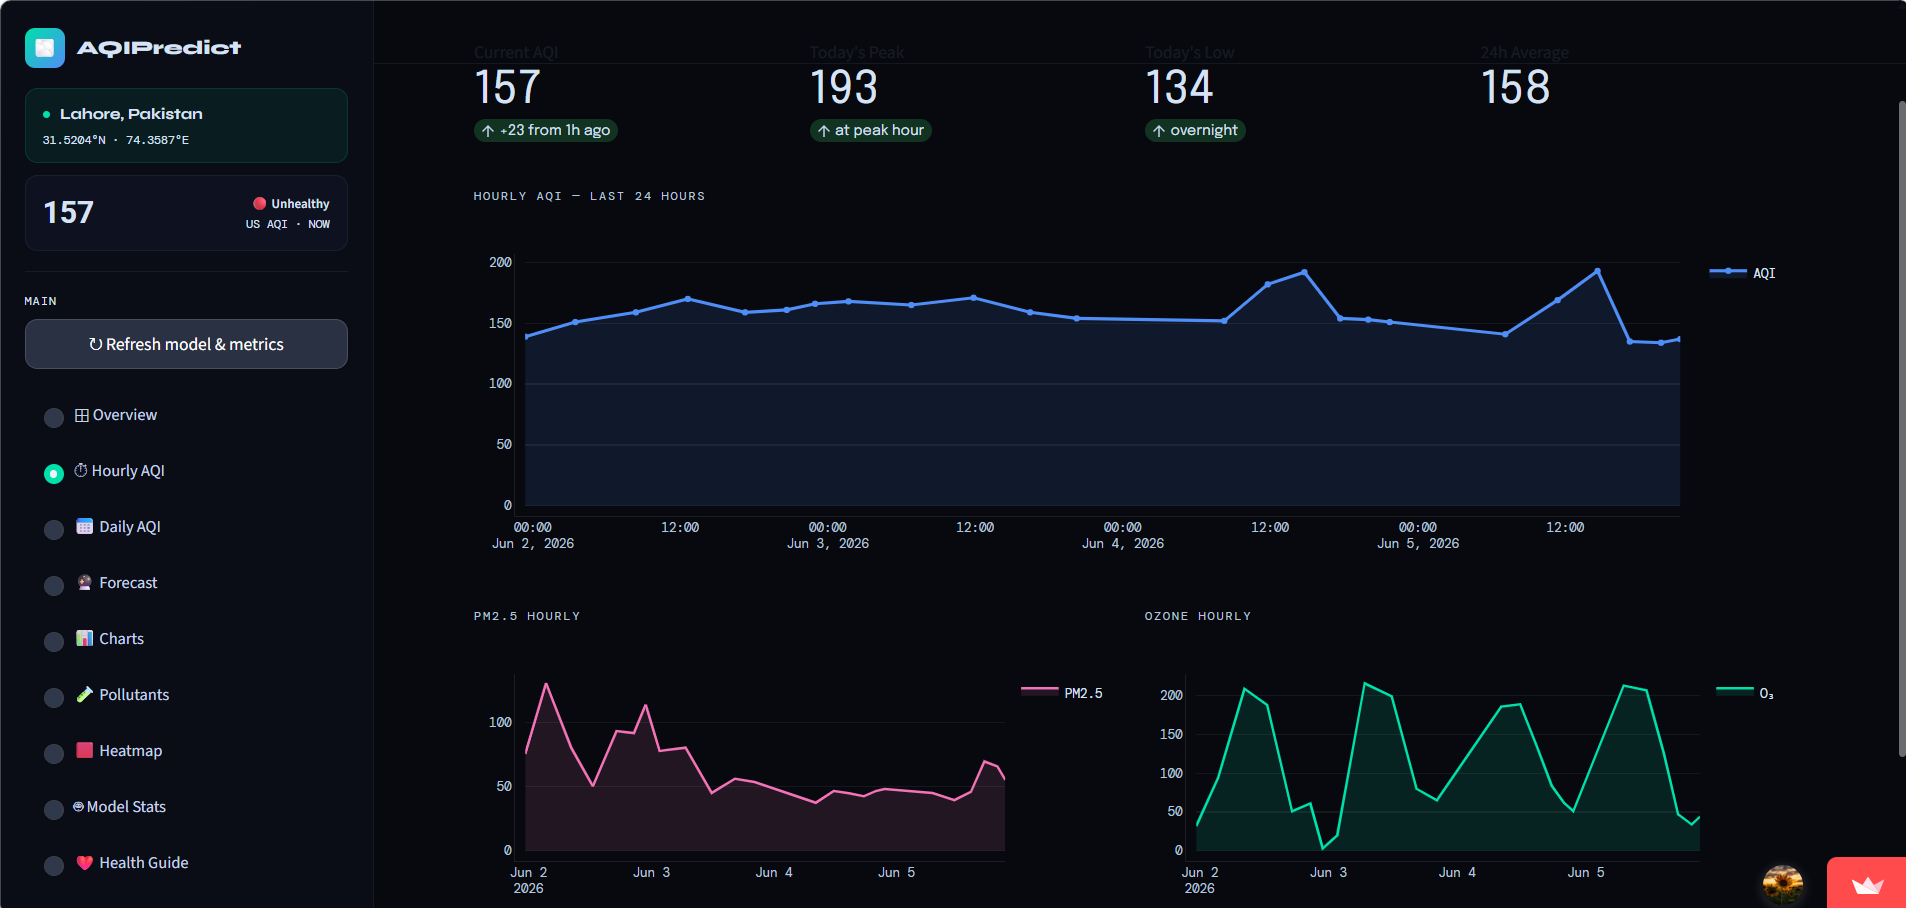 AQIPredict
Lahore, Pakistan
31.5204°N · 74.3587°E
157
Unhealthy
US AQI · NOW
MAIN
↻ Refresh model & metrics
Overview
Hourly AQI
Daily AQI
Forecast
Charts
Pollutants
Heatmap
Model Stats
Health Guide
Current AQI
157
↑ +23 from 1h ago
Today's Peak
193
↑ at peak hour
Today's Low
134
↑ overnight
24h Average
158
HOURLY AQI — LAST 24 HOURS
200
150
100
50
0
00:00 12:00 00:00 12:00 00:00 12:00 00:00 12:00
Jun 2, 2026 Jun 3, 2026 Jun 4, 2026 Jun 5, 2026
AQI
PM2.5 HOURLY
100
50
0
Jun 2 Jun 3 Jun 4 Jun 5
2026
PM2.5
OZONE HOURLY
200
150
100
50
0
Jun 2 Jun 3 Jun 4 Jun 5
2026
O₃